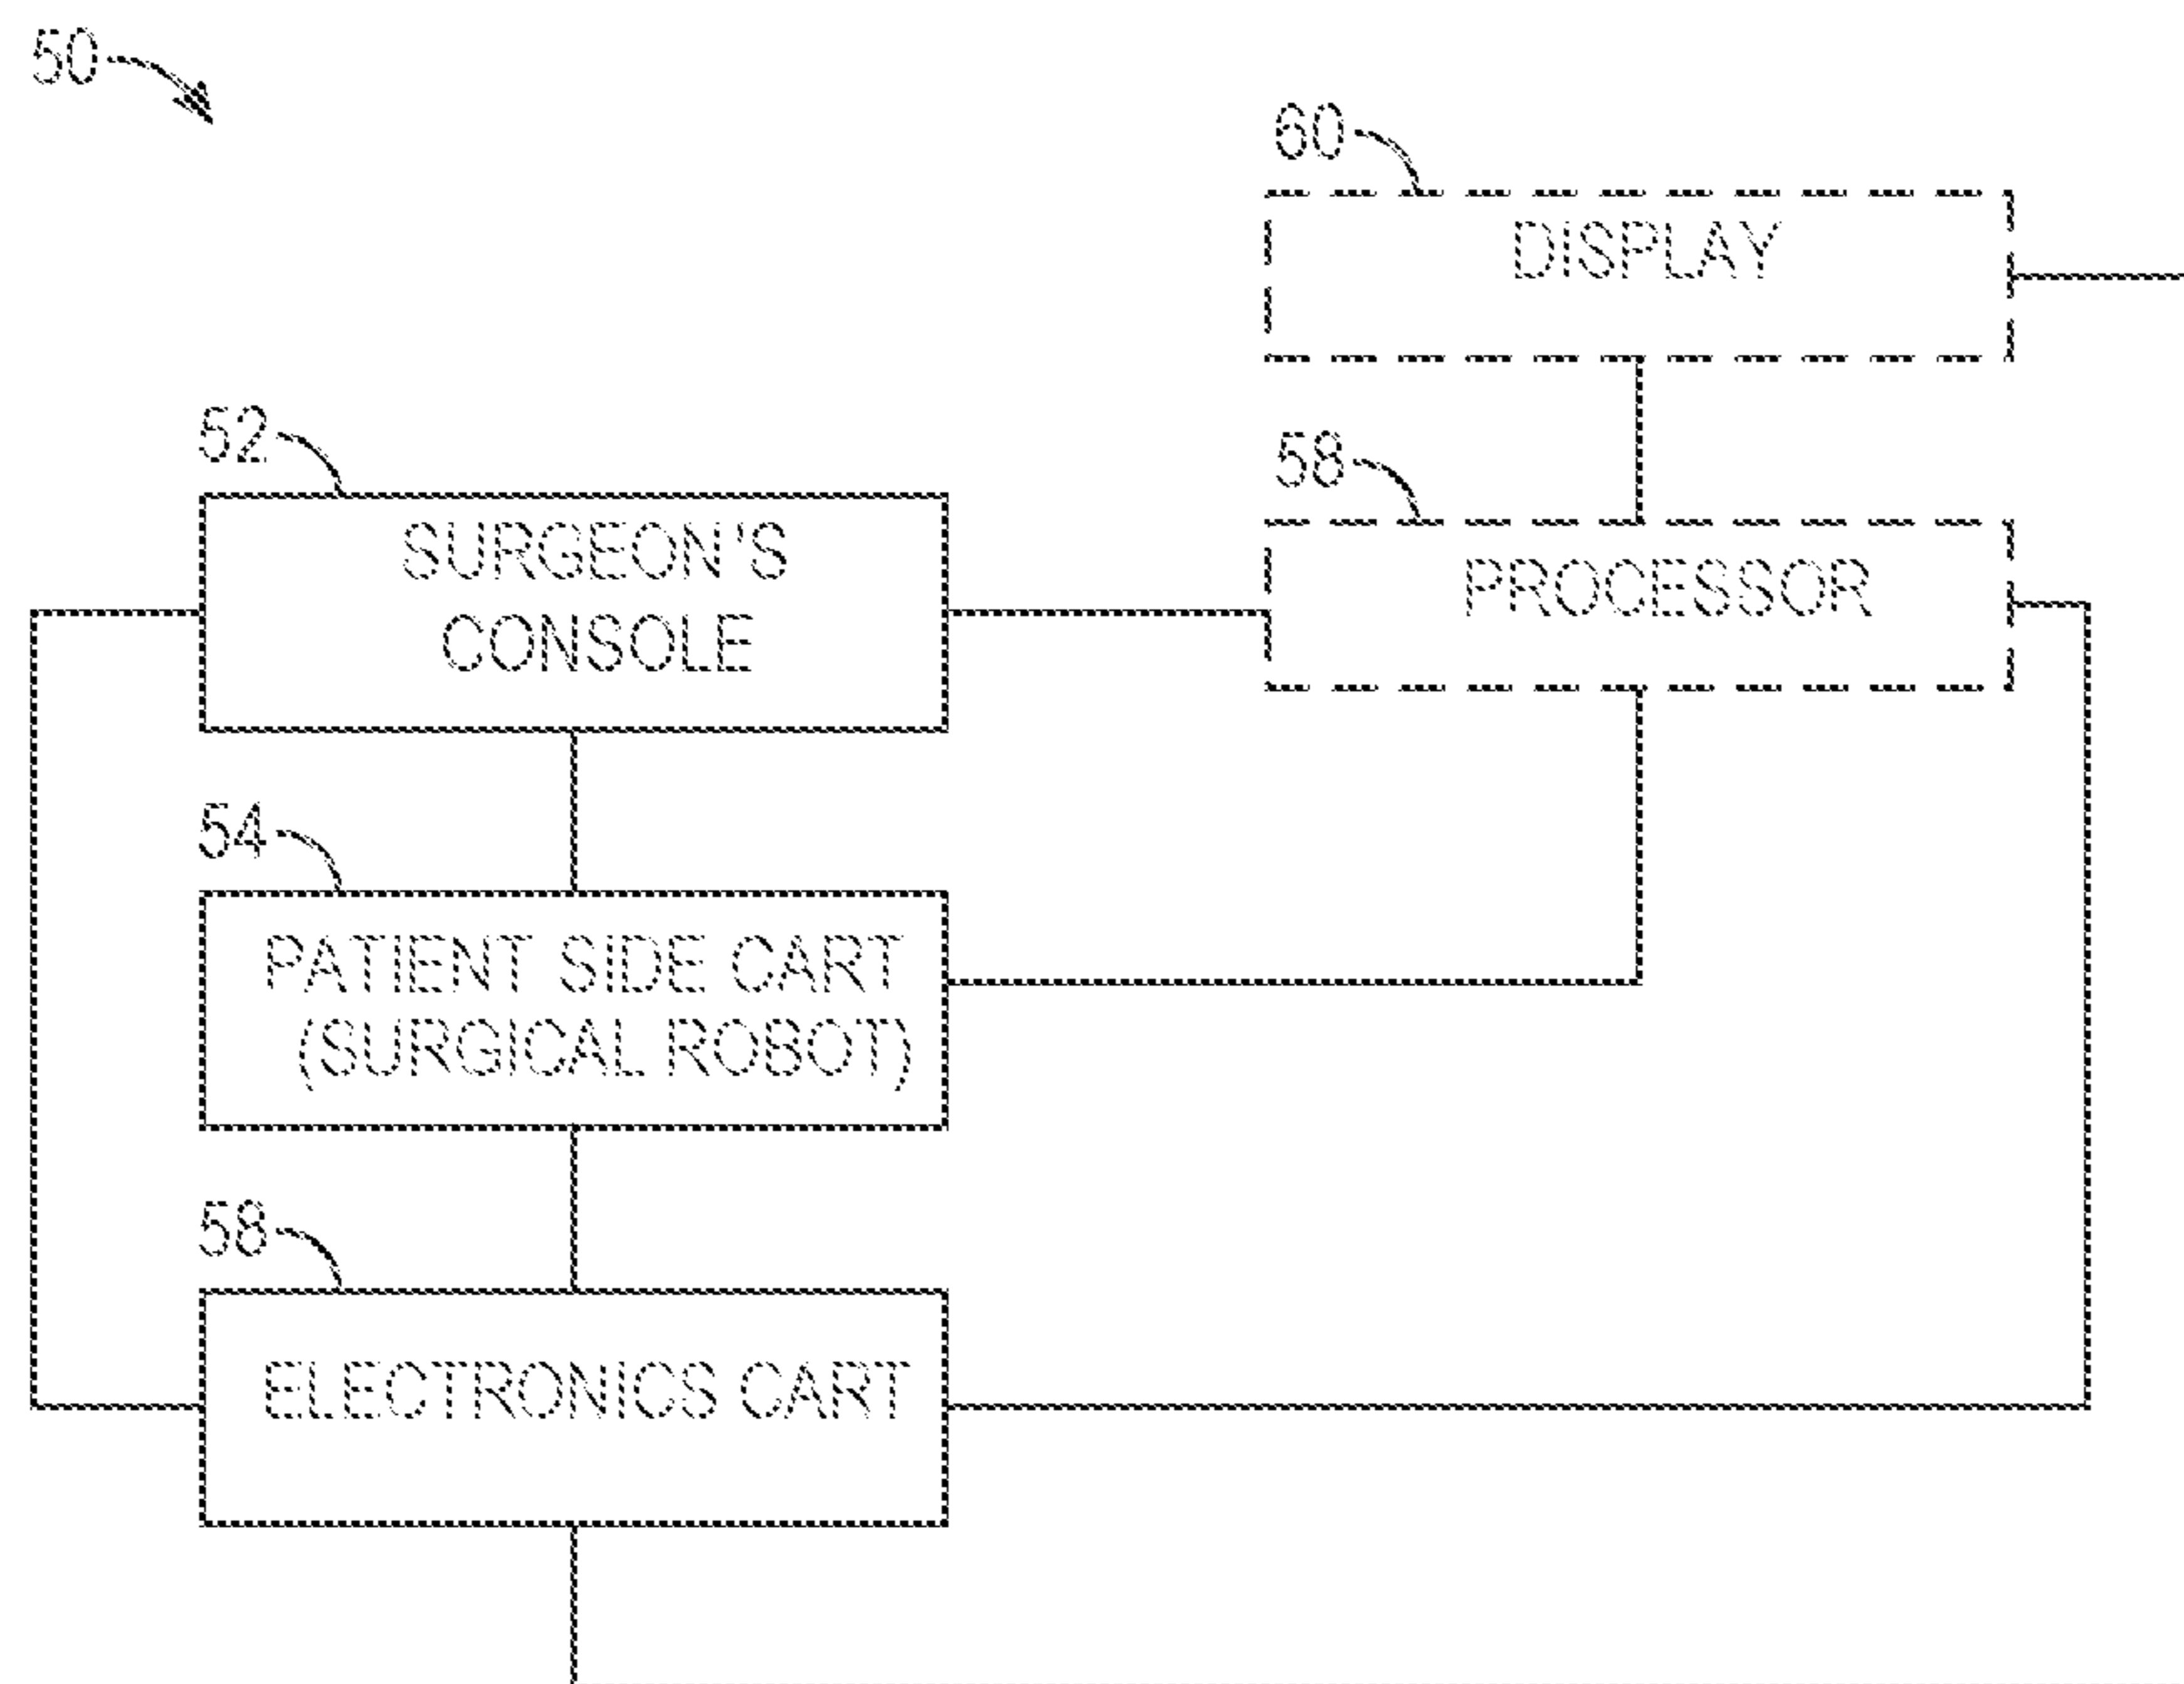 50
60
DISPLAY
52
58
SURGEON'S
CONSOLE
PROCESSOR
54
PATIENT SIDE CART
(SURGICAL ROBOT)
58
ELECTRONICS CART